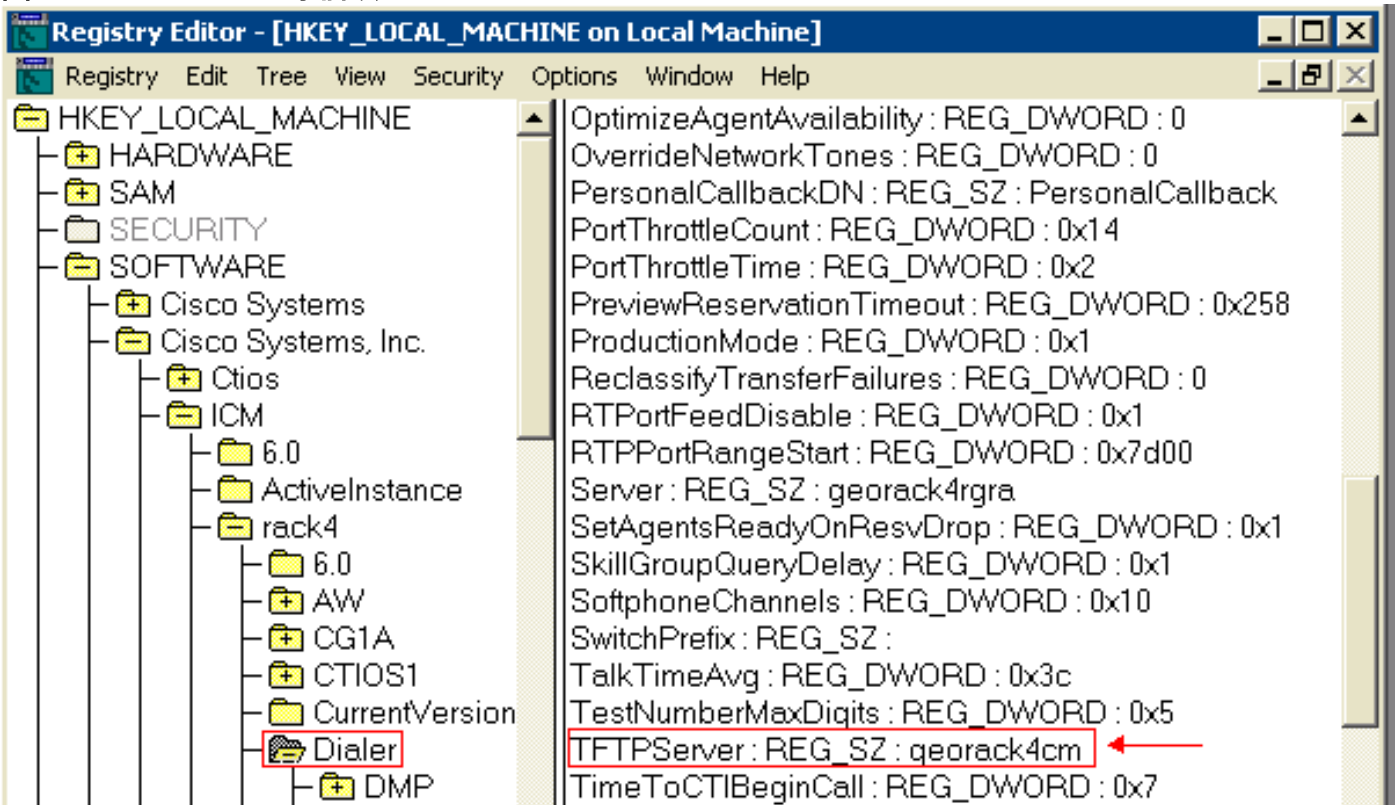 Registry Editor - [HKEY_LOCAL_MACHINE on Local Machine]
Registry Edit Tree View Security Options Window Help
HKEY_LOCAL_MACHINE
HARDWARE
SAM
SECURITY
SOFTWARE
Cisco Systems
Cisco Systems, Inc.
Ctios
ICM
6.0
ActiveInstance
rack4
6.0
AW
CG1A
CTIOS1
CurrentVersion
Dialer
DMP
OptimizeAgentAvailability : REG_DWORD : 0
OverrideNetworkTones : REG_DWORD : 0
PersonalCallbackDN : REG_SZ : PersonalCallback
PortThrottleCount : REG_DWORD : 0x14
PortThrottleTime : REG_DWORD : 0x2
PreviewReservationTimeout : REG_DWORD : 0x258
ProductionMode : REG_DWORD : 0x1
ReclassifyTransferFailures : REG_DWORD : 0
RTPortFeedDisable : REG_DWORD : 0x1
RTPPortRangeStart : REG_DWORD : 0x7d00
Server : REG_SZ : georack4rgra
SetAgentsReadyOnResvDrop : REG_DWORD : 0x1
SkillGroupQueryDelay : REG_DWORD : 0x1
SoftphoneChannels : REG_DWORD : 0x10
SwitchPrefix : REG_SZ :
TalkTimeAvg : REG_DWORD : 0x3c
TestNumberMaxDigits : REG_DWORD : 0x5
TFTPServer : REG_SZ : georack4cm
TimeToCTIBeginCall : REG_DWORD : 0x7